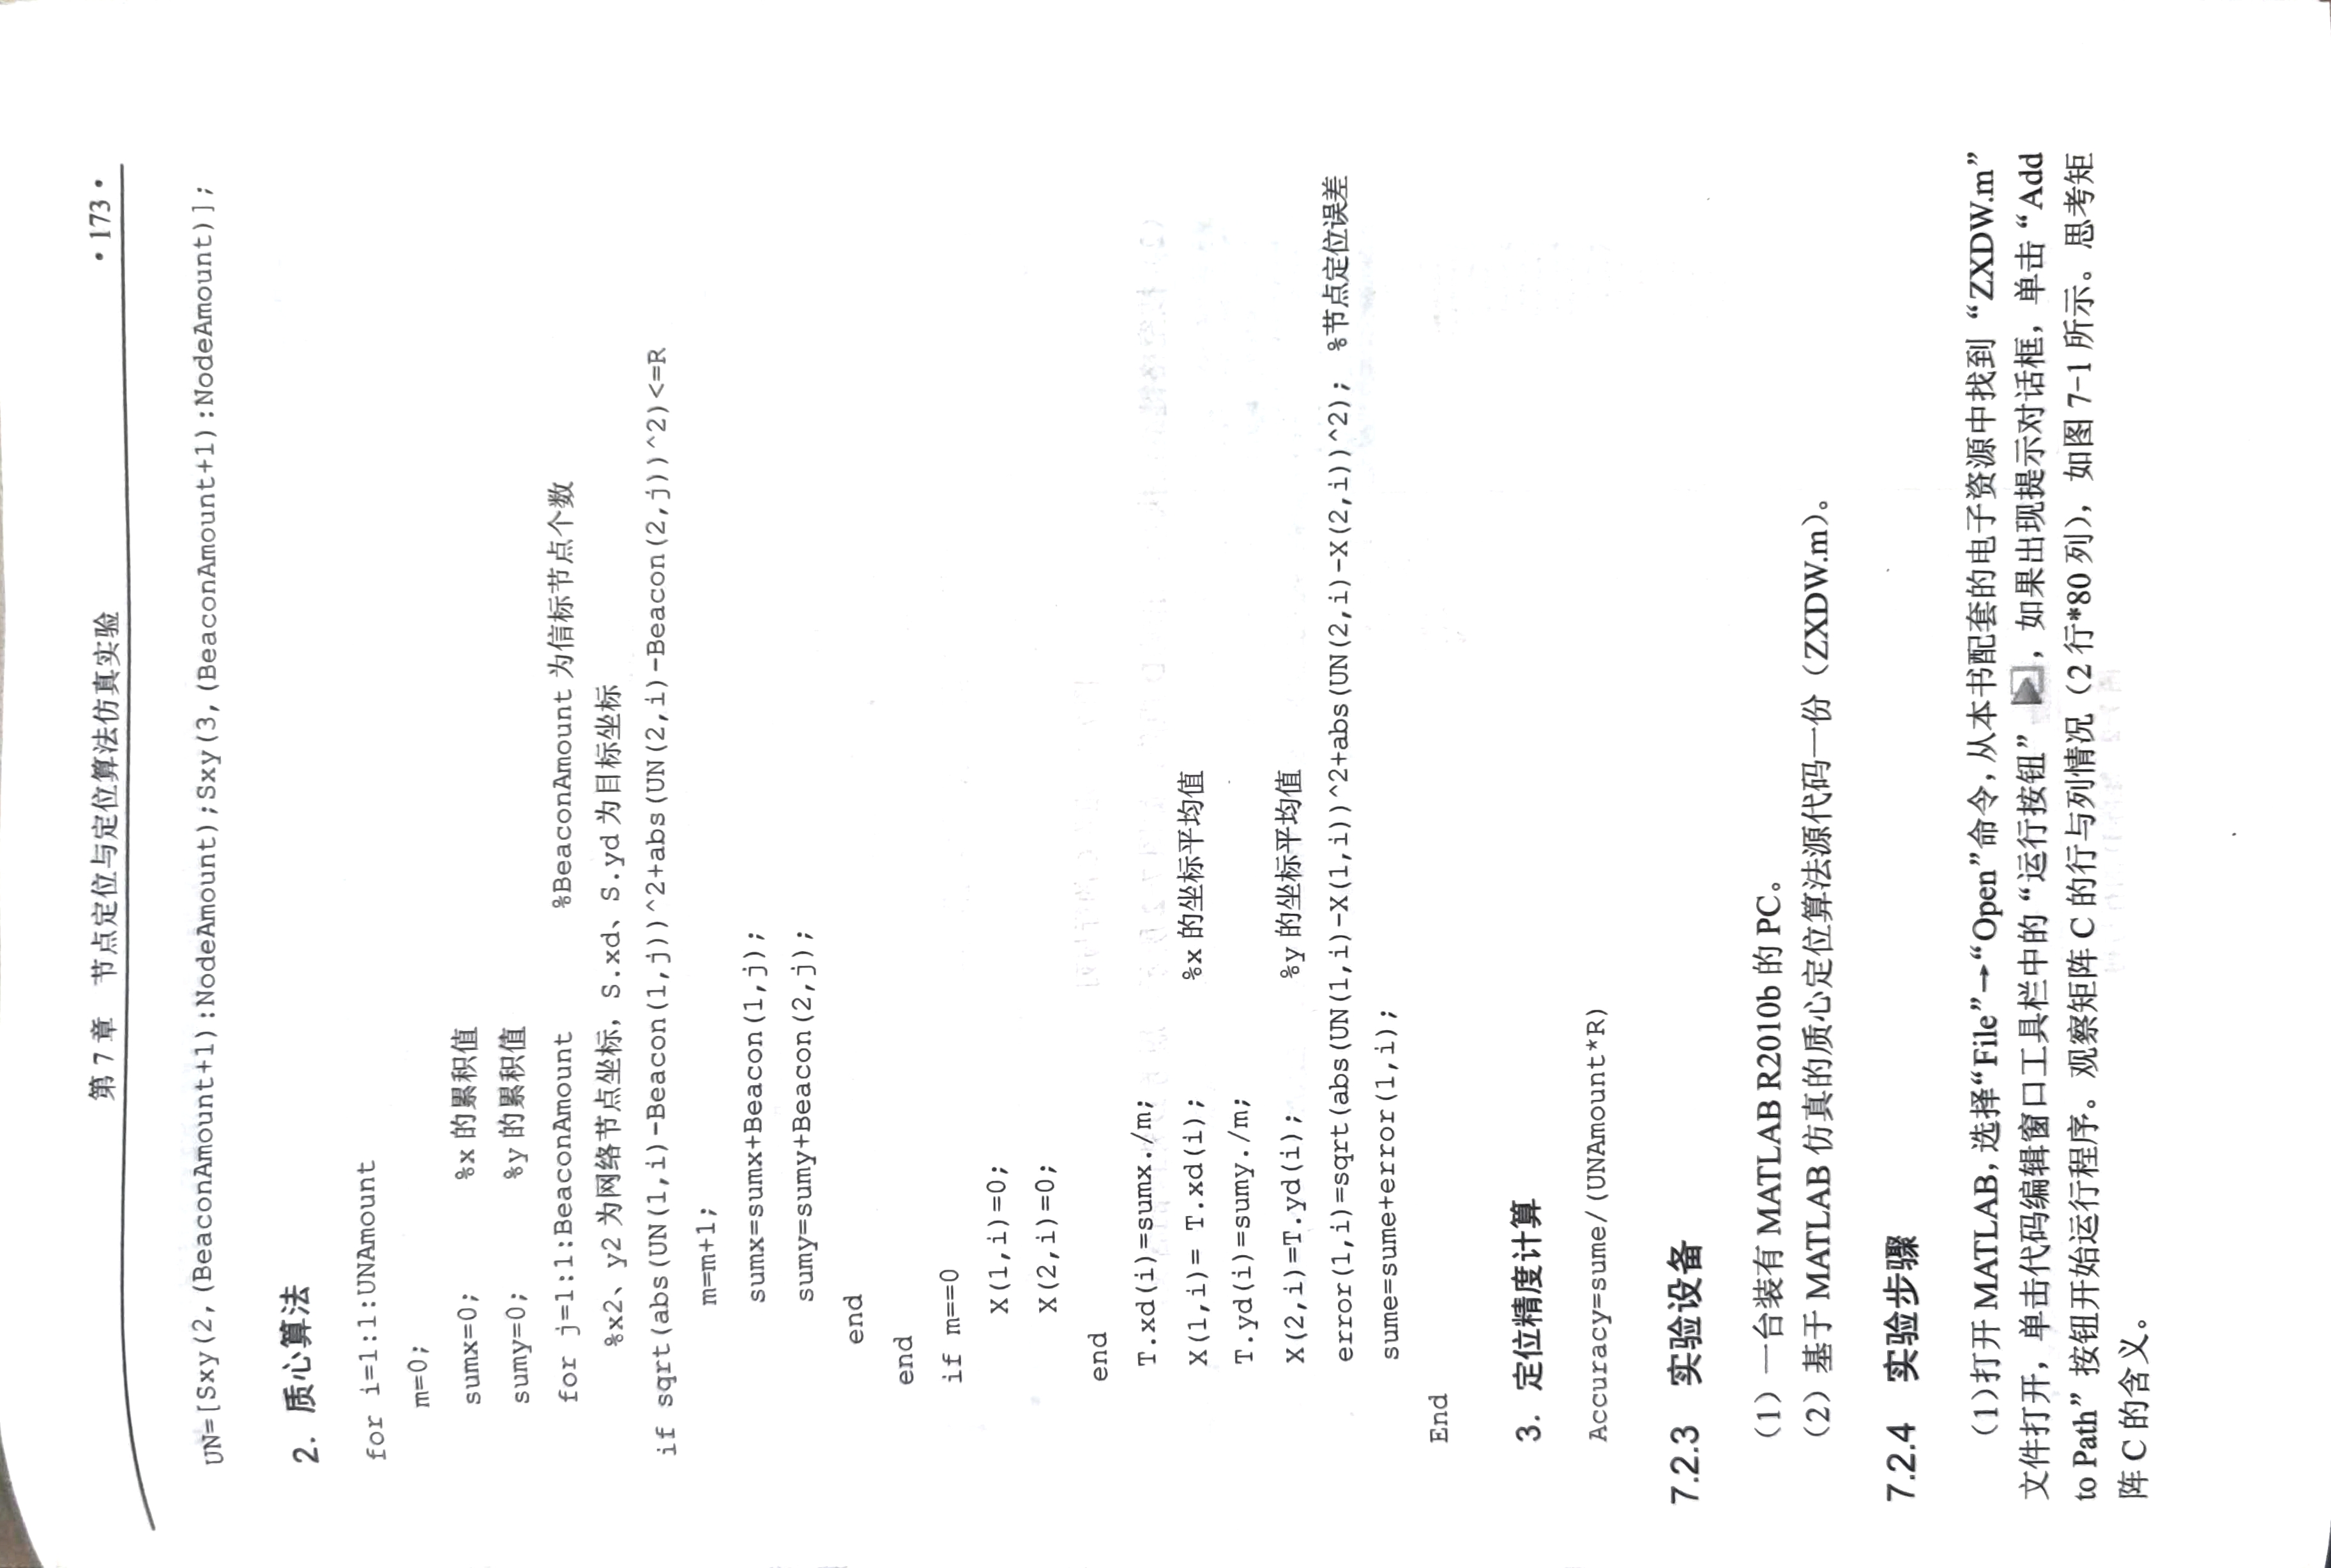 第 7 章 节点定位与定位算法仿真实验 ·173·
UN=[Sxy(2,(BeaconAmount+1):NodeAmount);Sxy(3,(BeaconAmount+1):NodeAmount)];
2. 质心算法
for i=1:1:UNAmount
m=0;
sumx=0; %x 的累积值
sumy=0; %y 的累积值
for j=1:1:BeaconAmount %BeaconAmount 为信标节点个数
%x2、y2 为网络节点坐标，S.xd、S.yd 为目标坐标
if sqrt(abs(UN(1,i)-Beacon(1,j))^2+abs(UN(2,i)-Beacon(2,j))^2)<=R
m=m+1;
sumx=sumx+Beacon(1,j);
sumy=sumy+Beacon(2,j);
end
end
if m==0
X(1,i)=0;
X(2,i)=0;
end
T.xd(i)=sumx./m;
X(1,i)= T.xd(i); %x 的坐标平均值
T.yd(i)=sumy./m;
X(2,i)=T.yd(i); %y 的坐标平均值
error(1,i)=sqrt(abs(UN(1,i)-X(1,i))^2+abs(UN(2,i)-X(2,i))^2); %节点定位误差
sume=sume+error(1,i);
End
3. 定位精度计算
Accuracy=sume/(UNAmount*R)
7.2.3 实验设备
（1）一台装有 MATLAB R2010b 的 PC。
（2）基于 MATLAB 仿真的质心定位算法源代码一份（ZXDW.m）。
7.2.4 实验步骤
（1）打开 MATLAB，选择“File”→“Open”命令，从本书配套的电子资源中找到“ZXDW.m”
文件打开，单击代码编辑窗口工具栏中的“运行按钮” ，如果出现提示对话框，单击“Add
to Path”按钮开始运行程序。观察矩阵 C 的行与列情况（2 行*80 列），如图 7-1 所示。思考矩
阵 C 的含义。